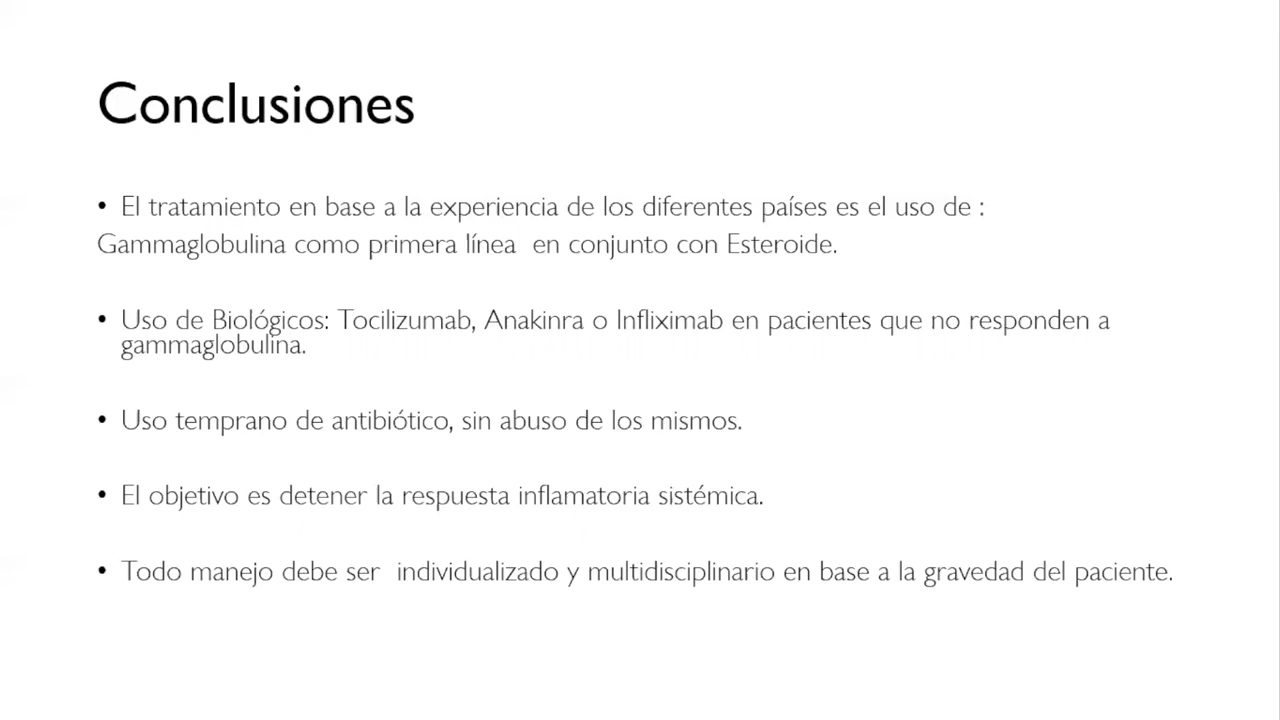 Conclusiones
• El tratamiento en base a la experiencia de los diferentes países es el uso de :
Gammaglobulina como primera línea  en conjunto con Esteroide.
• Uso de Biológicos: Tocilizumab, Anakinra o Infliximab en pacientes que no responden a
gammaglobulina.
• Uso temprano de antibiótico, sin abuso de los mismos.
• El objetivo es detener la respuesta inflamatoria sistémica.
• Todo manejo debe ser  individualizado y multidisciplinario en base a la gravedad del paciente.